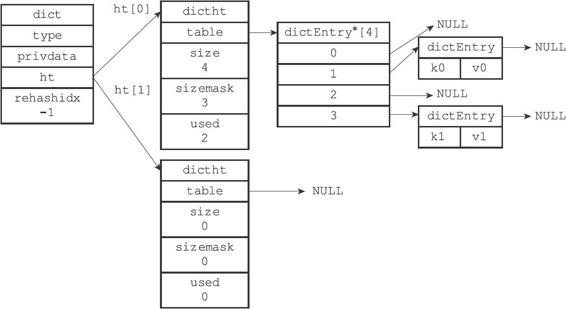 dict
type
privdata
ht
rehashidx
-1
ht[0]
ht[1]
dictht
table
size
4
sizemask
3
used
2
dictht
table
size
0
sizemask
0
used
0
NULL
dictEntry*[4]
0
1
2
3
NULL
dictEntry
k0 v0
NULL
NULL
dictEntry
k1 v1
NULL